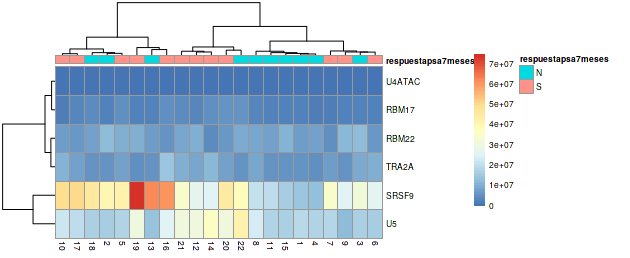 respuestapsa7meses
U4ATAC
RBM17
RBM22
TRA2A
SRSF9
U5
10 17 18 2 5 19 13 16 21 12 14 20 22 8 11 15 1 4 7 9 3 6
7e+07
6e+07
5e+07
4e+07
3e+07
2e+07
1e+07
0
respuestapsa7meses
N
S